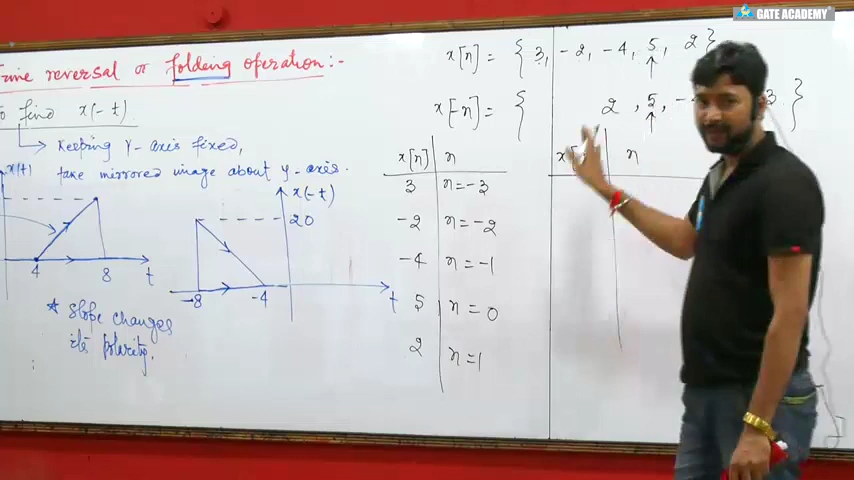 GATE ACADEMY
Time reversal or folding operation:-
To find x(-t)
Keeping Y-axis fixed,
take mirrored image about y-axis.
x(t)
4 8 t
x(-t)
20
-8 -4 t
* slope changes
its polarity.
x[n] = { 3, -2, -4, 5, 2 }
↑
x[-n] = { 2, 5, - 3 }
↑
x[n] n
3 n=-3
-2 n=-2
-4 n=-1
5 n=0
2 n=1
n